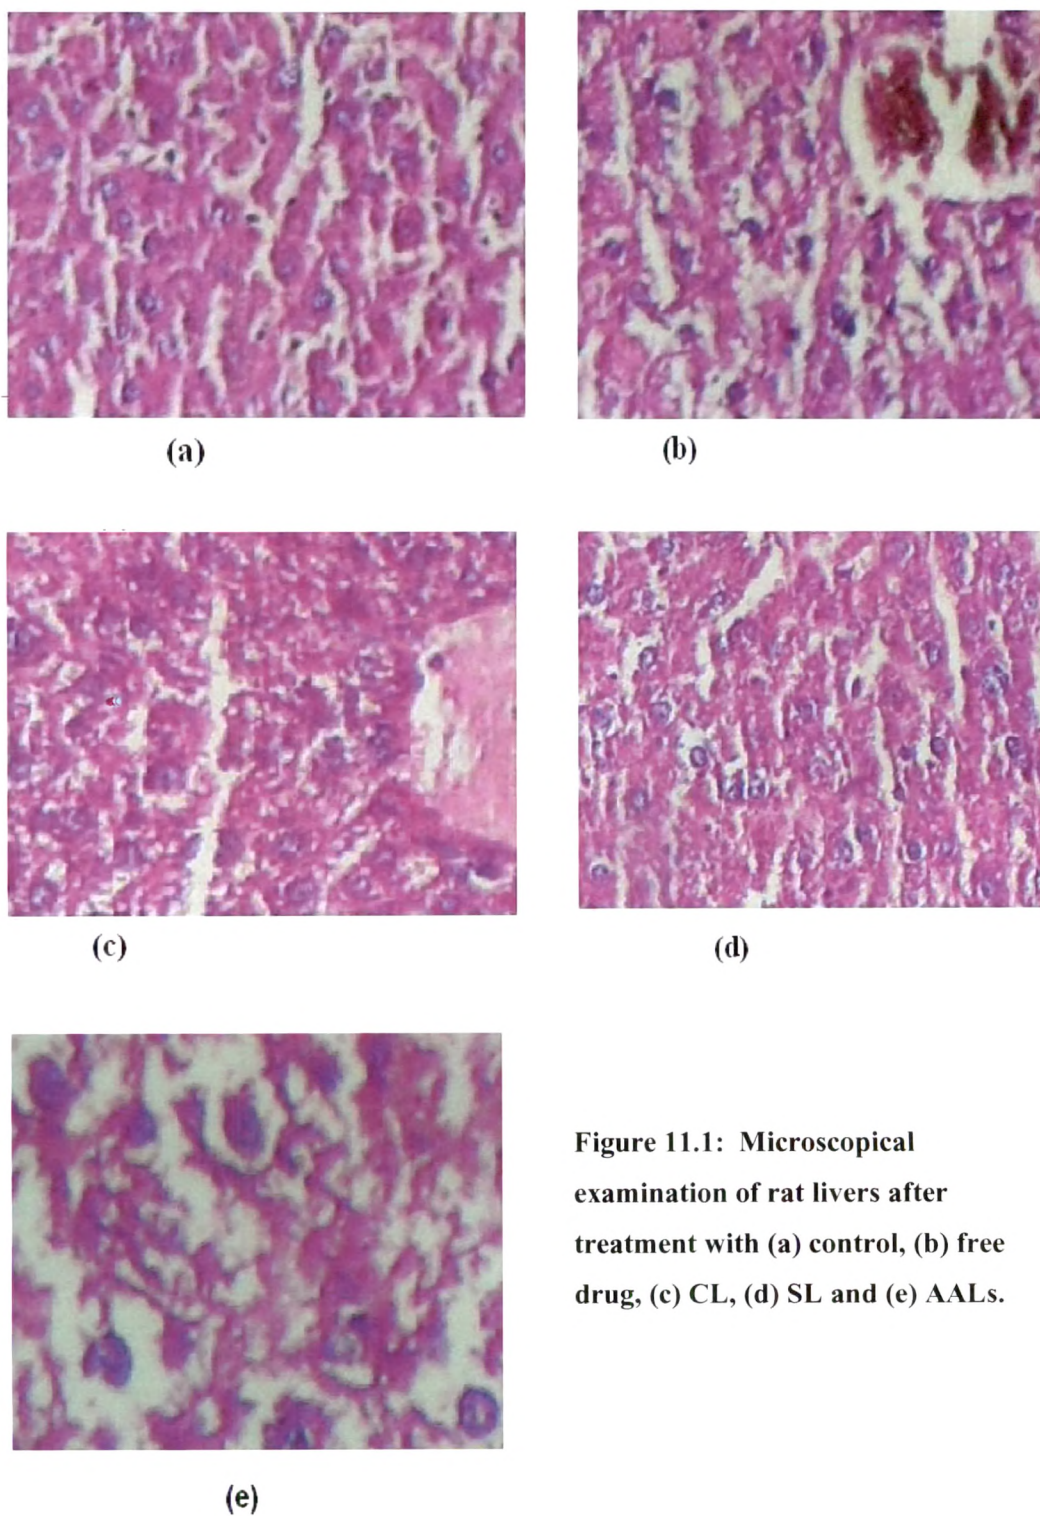 (a)
(b)
(c)
(d)
(e)
Figure 11.1: Microscopical
examination of rat livers after
treatment with (a) control, (b) free
drug, (c) CL, (d) SL and (e) AALs.